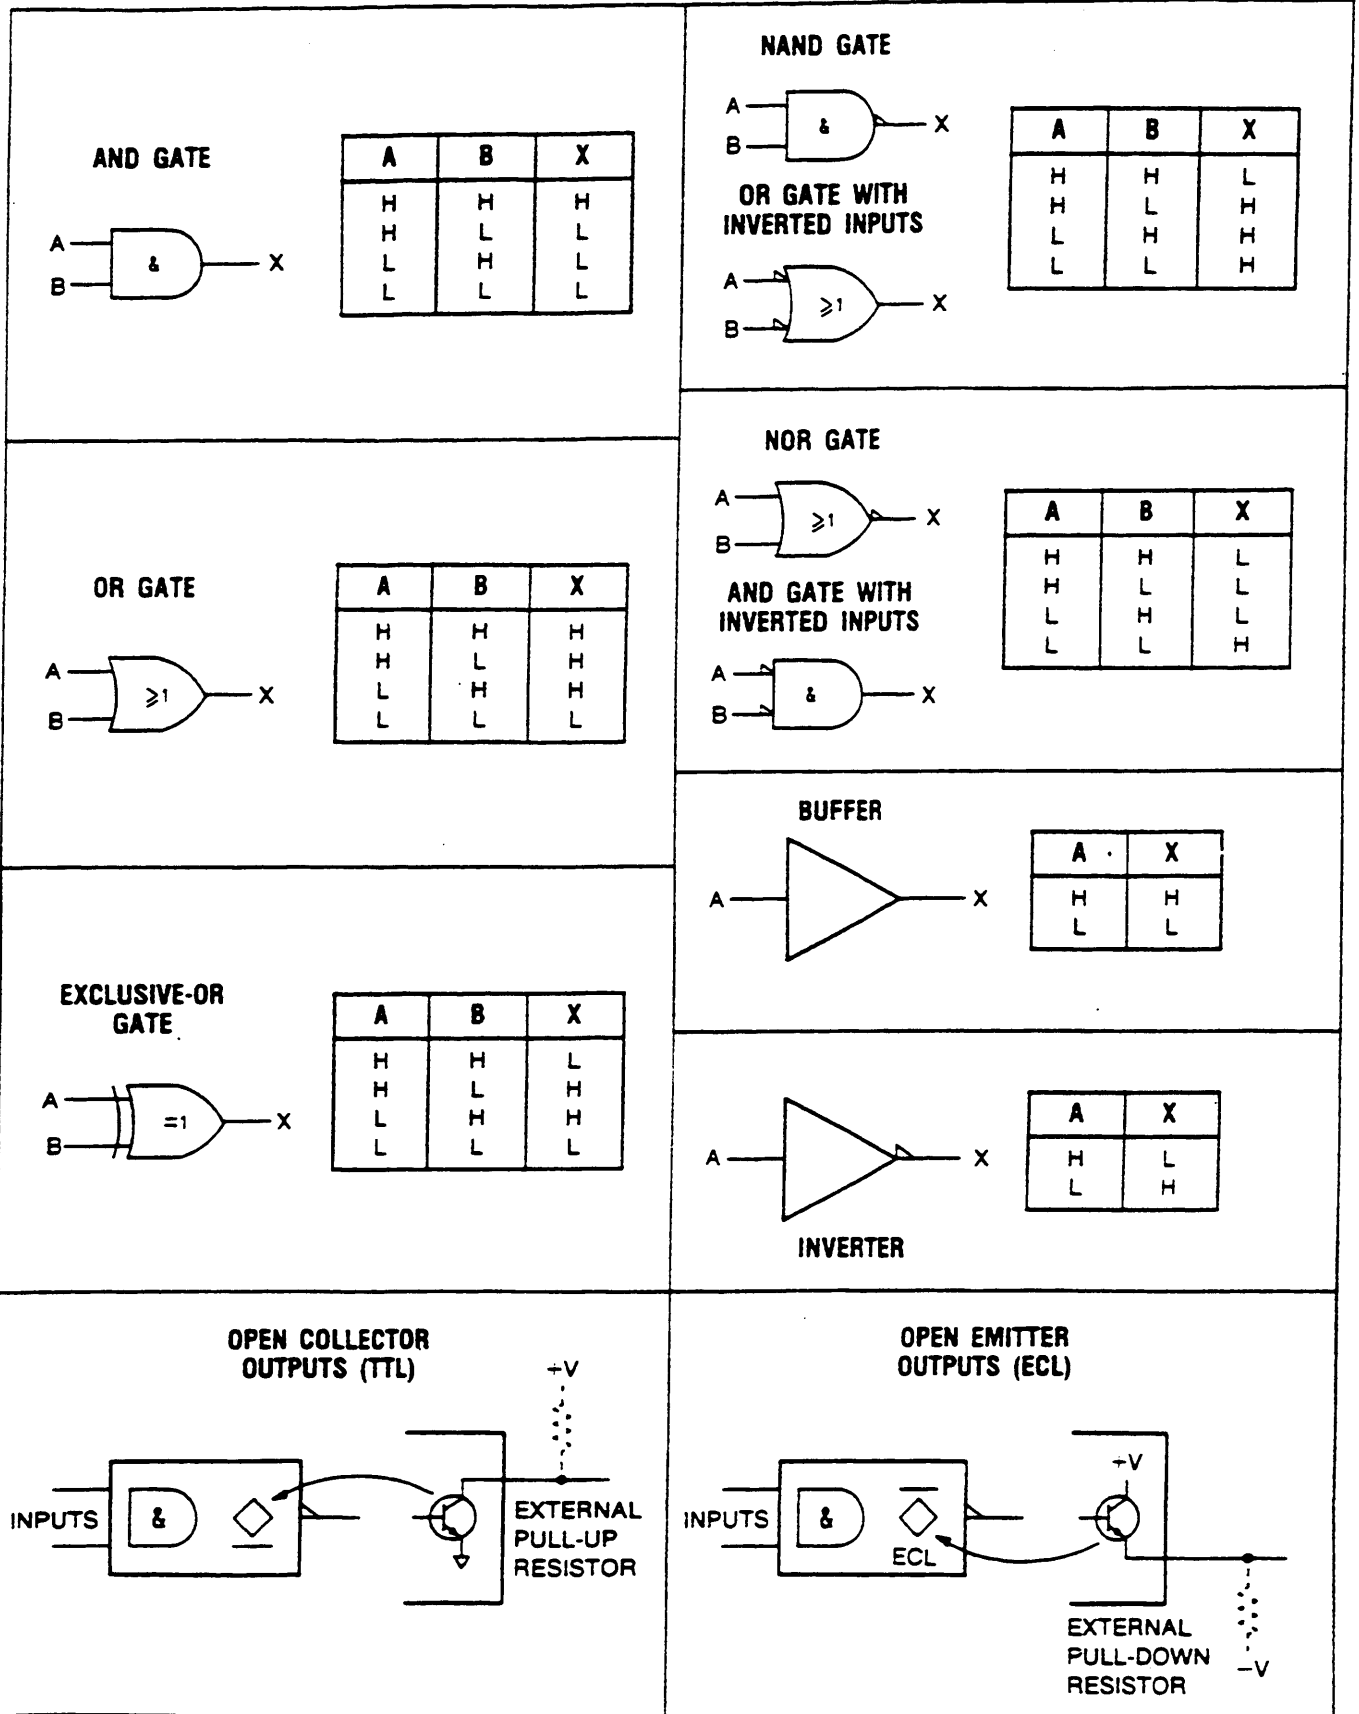 AND GATE
A
B
&
X
A B X
H H H
H L L
L H L
L L L
NAND GATE
A
B
&
X
OR GATE WITH
INVERTED INPUTS
A
B
≥1
X
A B X
H H L
H L H
L H H
L L H
OR GATE
A
B
≥1
X
A B X
H H H
H L H
L H H
L L L
NOR GATE
A
B
≥1
X
AND GATE WITH
INVERTED INPUTS
A
B
&
X
A B X
H H L
H L L
L H L
L L H
BUFFER
A
X
A X
H H
L L
EXCLUSIVE-OR
GATE
A
B
=1
X
A B X
H H L
H L H
L H H
L L L
A
X
INVERTER
A X
H L
L H
OPEN COLLECTOR
OUTPUTS (TTL)
+V
INPUTS
&
EXTERNAL
PULL-UP
RESISTOR
OPEN EMITTER
OUTPUTS (ECL)
+V
INPUTS
&
ECL
EXTERNAL
PULL-DOWN
RESISTOR
−V